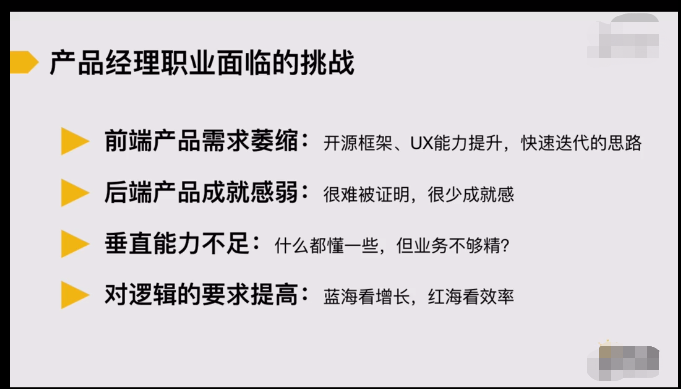 产品经理职业面临的挑战
前端产品需求萎缩：开源框架、UX能力提升，快速迭代的思路
后端产品成就感弱：很难被证明，很少成就感
垂直能力不足：什么都懂一些，但业务不够精？
对逻辑的要求提高：蓝海看增长，红海看效率